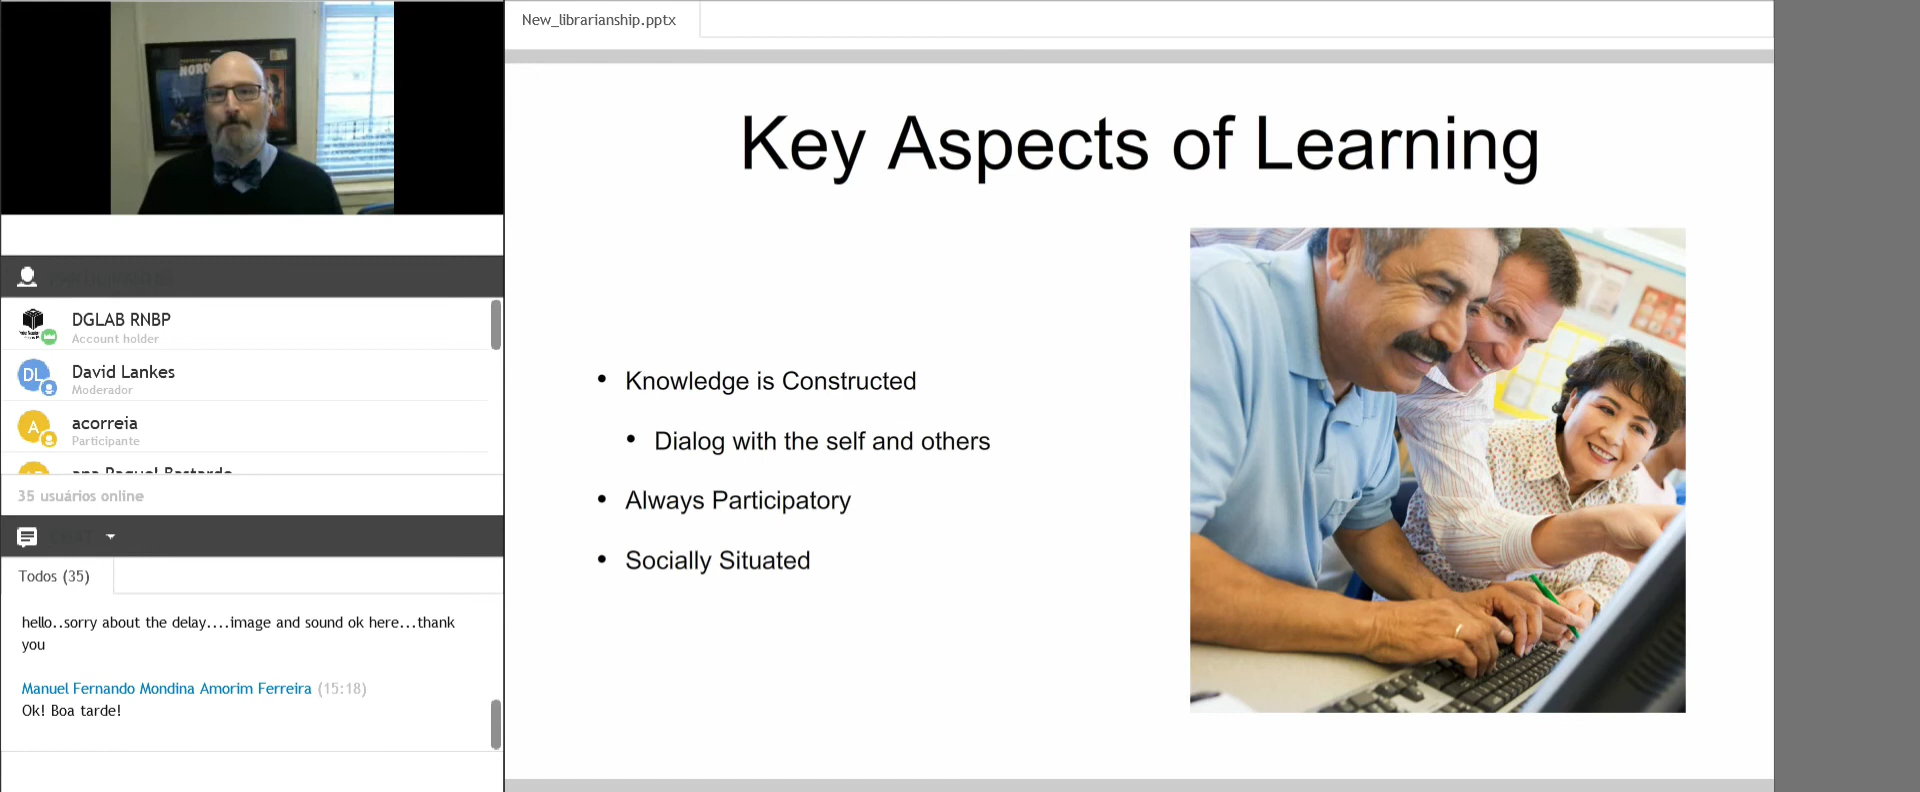 NORD
DGLAB RNBP
Account holder
DL
David Lankes
Moderador
A
acorreia
Participante
ana Raquel Bastardo
35 usuários online
Todos (35)
hello..sorry about the delay....image and sound ok here...thank
you
Manuel Fernando Mondina Amorim Ferreira (15:18)
Ok! Boa tarde!
New_librarianship.pptx
Key Aspects of Learning
• Knowledge is Constructed
• Dialog with the self and others
• Always Participatory
• Socially Situated